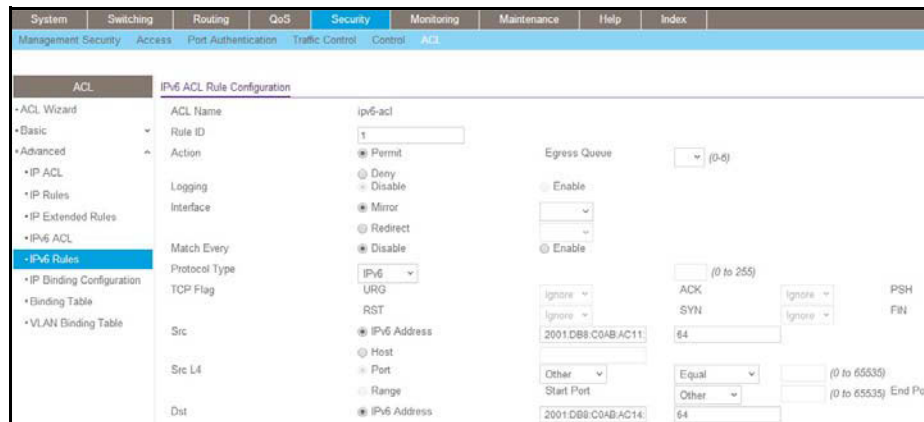 System Switching Routing QoS Security Monitoring Maintenance Help Index
Management Security Access Port Authentication Traffic Control Control ACL
ACL
ACL Wizard
Basic
Advanced
IP ACL
IP Rules
IP Extended Rules
IPv6 ACL
IPv6 Rules
IP Binding Configuration
Binding Table
VLAN Binding Table
IPv6 ACL Rule Configuration
ACL Name ipv6-acl
Rule ID 1
Action Permit Egress Queue (0-6)
Deny
Logging Disable Enable
Interface Mirror
Redirect
Match Every Disable Enable
Protocol Type IPv6 (0 to 255)
TCP Flag URG Ignore ACK Ignore PSH
RST Ignore SYN Ignore FIN
Src IPv6 Address 2001:DB8:C0AB:AC11: 64
Host
Src L4 Port Other Equal (0 to 65535)
Range Start Port Other (0 to 65535) End Po
Dst IPv6 Address 2001:DB8:C0AB:AC14: 64